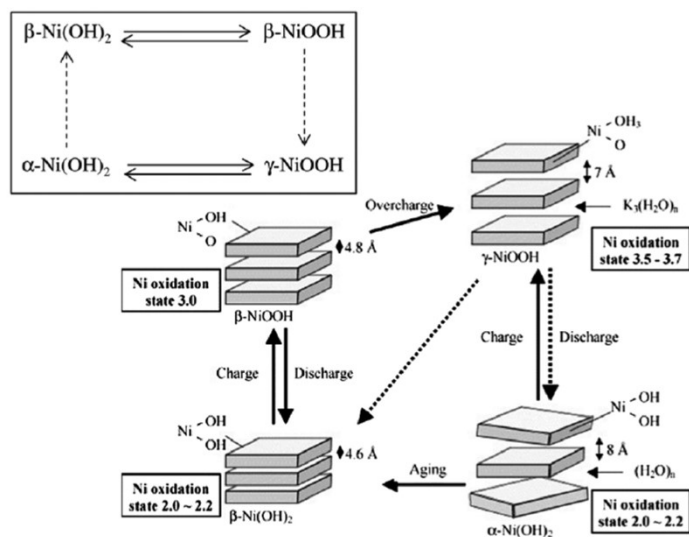 β-Ni(OH)₂
β-NiOOH
α-Ni(OH)₂
γ-NiOOH
OH₃
Ni
O
7 Å
K₃(H₂O)ₙ
γ-NiOOH
Ni oxidation
state 3.5 - 3.7
Overcharge
OH
Ni
O
4.8 Å
Ni oxidation
state 3.0
β-NiOOH
Charge
Discharge
Charge
Discharge
OH
Ni
OH
4.6 Å
Ni oxidation
state 2.0 ~ 2.2
β-Ni(OH)₂
Aging
OH
Ni
OH
8 Å
(H₂O)ₙ
Ni oxidation
state 2.0 ~ 2.2
α-Ni(OH)₂